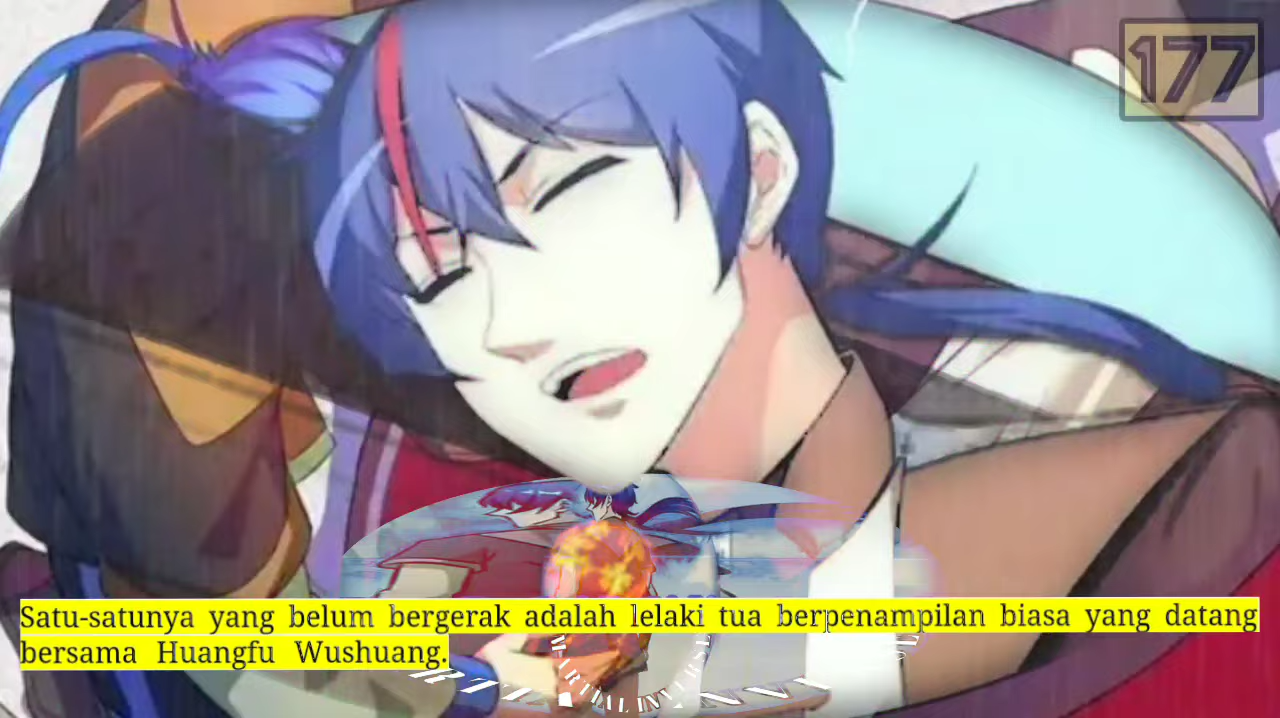 177
Satu-satunya yang belum bergerak adalah lelaki tua berpenampilan biasa yang datang
bersama Huangfu Wushuang.